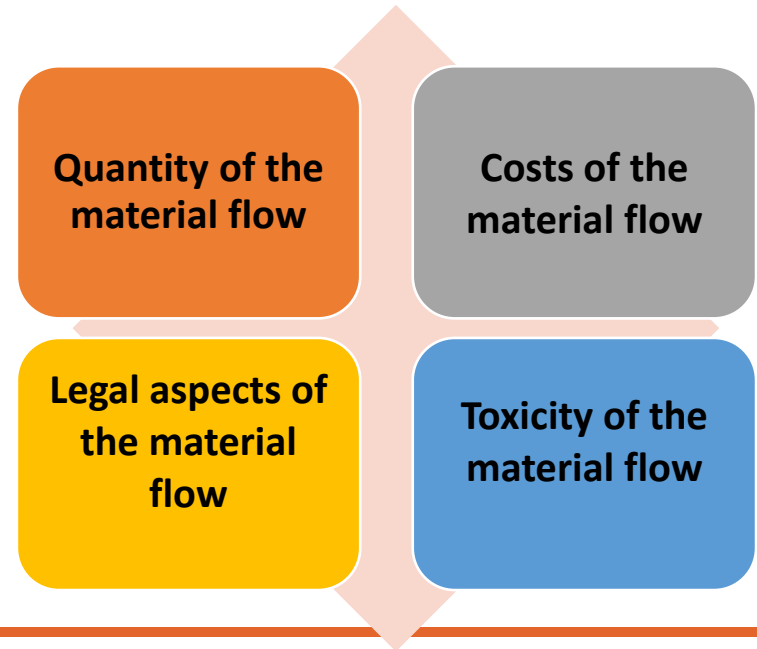 Quantity of the
material flow
Costs of the
material flow
Legal aspects of
the material
flow
Toxicity of the
material flow